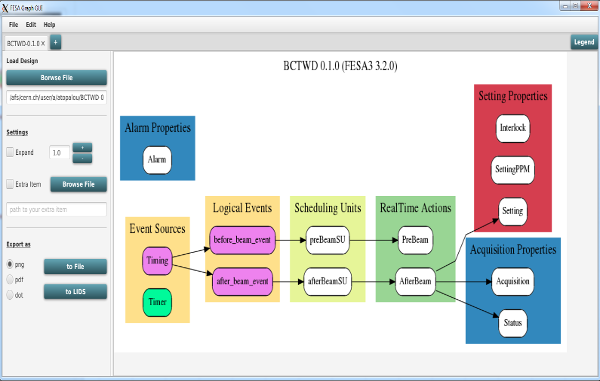 FESA Graph GUI
File Edit Help
BCTWD-0.1.0 ×
+
Legend
Load Design
Borwse File
/afs/cern.ch/user/a/atapalou/BCTWD 0
Settings
Expand
1.0
+
-
Extra Item
Browse File
path to your extra item
Export as
png
pdf
dot
to File
to LIDS
BCTWD 0.1.0 (FESA3 3.2.0)
Alarm Properties
Alarm
Event Sources
Timing
Timer
Logical Events
before_beam_event
after_beam_event
Scheduling Units
preBeamSU
afterBeamSU
RealTime Actions
PreBeam
AfterBeam
Setting Properties
Interlock
SettingPPM
Setting
Acquisition Properties
Acquisition
Status